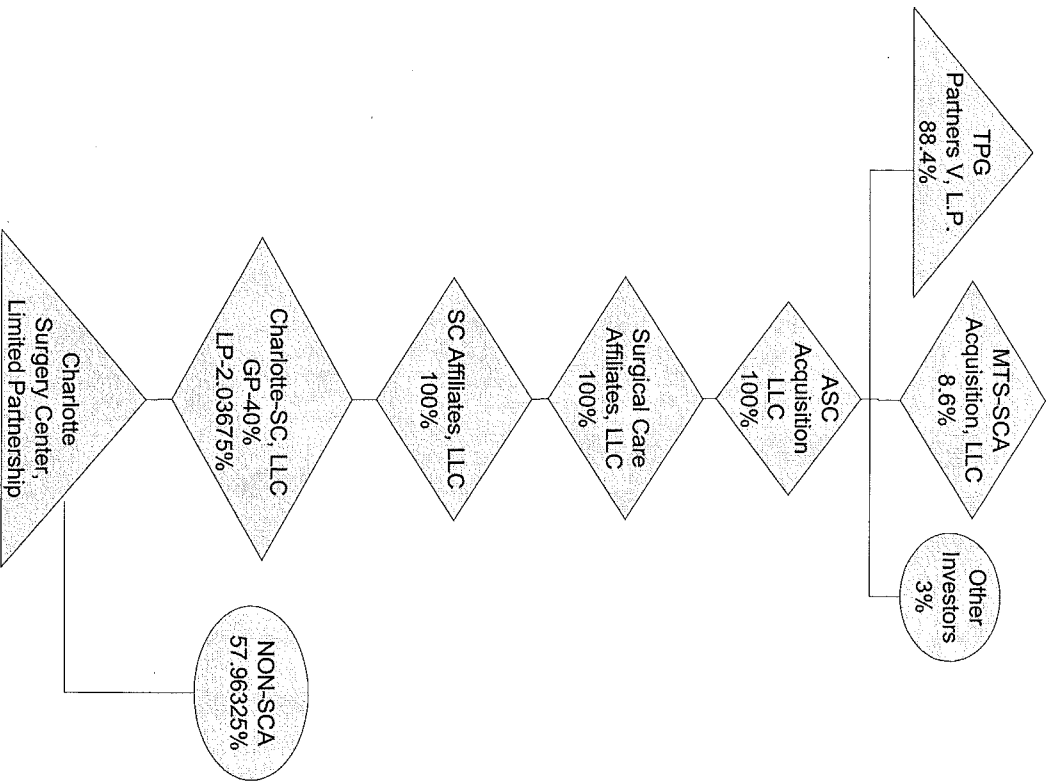 TPG
Partners V, L.P.
88.4%
MTS-SCA
Acquisition, LLC
8.6%
Other
Investors
3%
ASC
Acquisition
LLC
100%
Surgical Care
Affiliates, LLC
100%
SC Affiliates, LLC
100%
Charlotte-SC, LLC
GP-40%
LP-2.03675%
NON-SCA
57.96325%
Charlotte
Surgery Center,
Limited Partnership